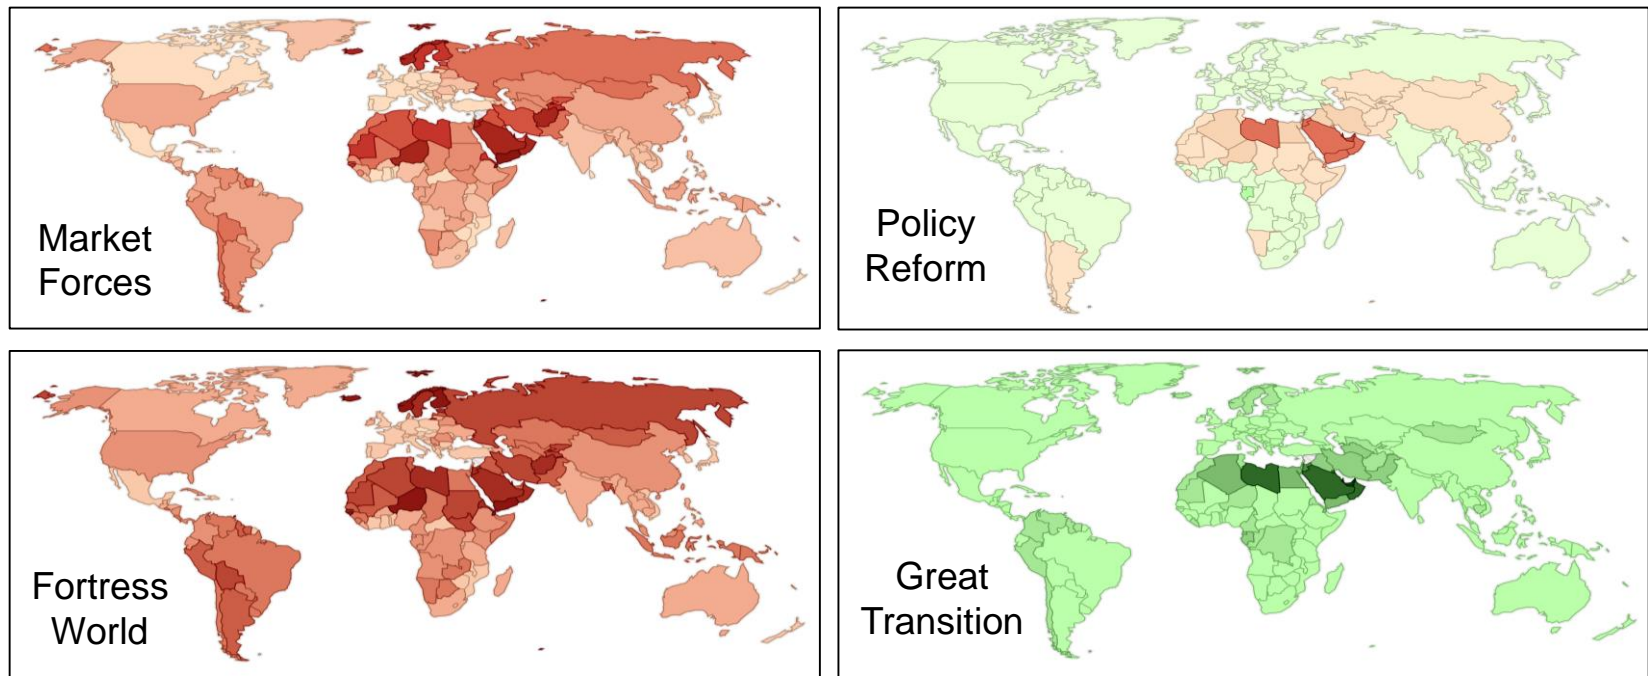 Market
Forces
Policy
Reform
Fortress
World
Great
Transition